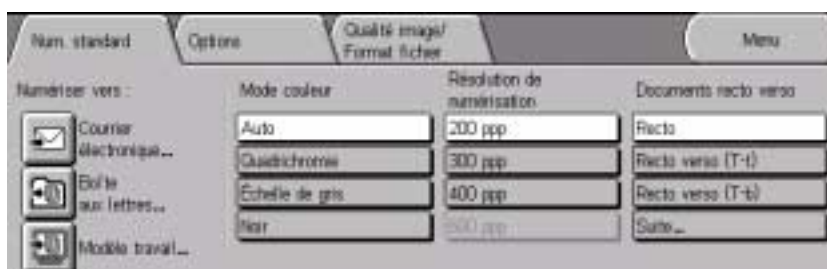 Num. standard
Options
Qualité image/
Format fichier
Menu
Numériser vers :
Courrier
électronique...
Boîte
aux lettres...
Modèle travail...
Mode couleur
Auto
Quadrichromie
Échelle de gris
Noir
Résolution de
numérisation
200 ppp
300 ppp
400 ppp
600 ppp
Documents recto verso
Recto
Recto verso (T-t)
Recto verso (T-b)
Suite...